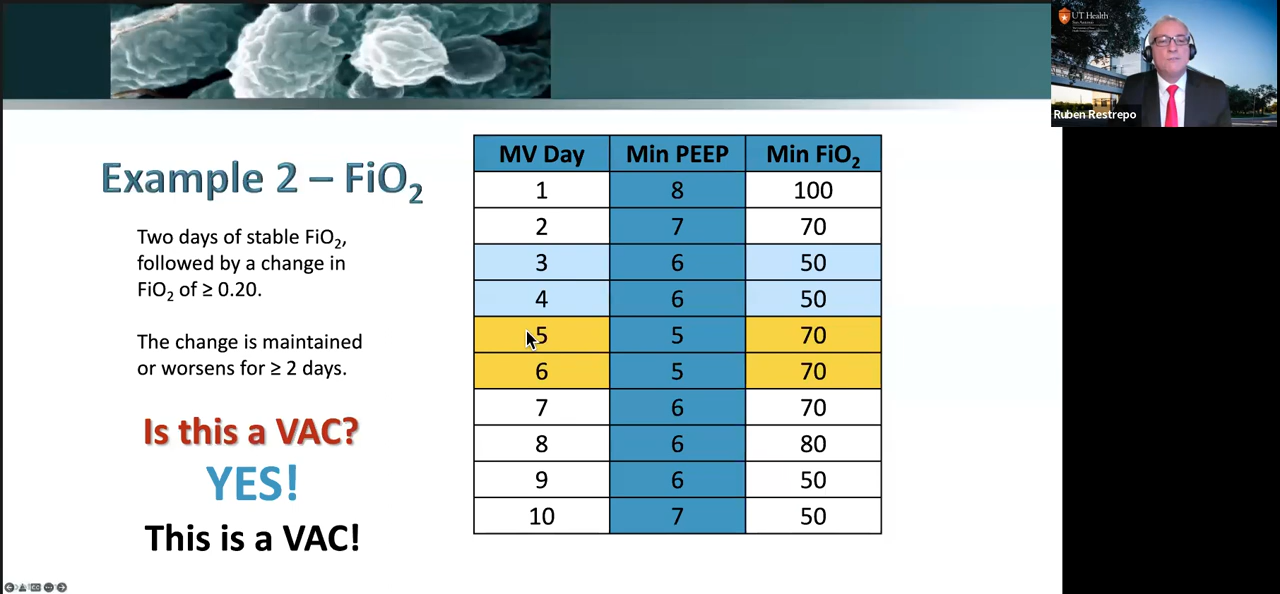 UT Health
San Antonio
Ruben Restrepo
Example 2 – FiO2
Two days of stable FiO2,
followed by a change in
FiO2 of ≥ 0.20.
The change is maintained
or worsens for ≥ 2 days.
Is this a VAC?
YES!
This is a VAC!
MV Day Min PEEP Min FiO2
1 8 100
2 7 70
3 6 50
4 6 50
5 5 70
6 5 70
7 6 70
8 6 80
9 6 50
10 7 50